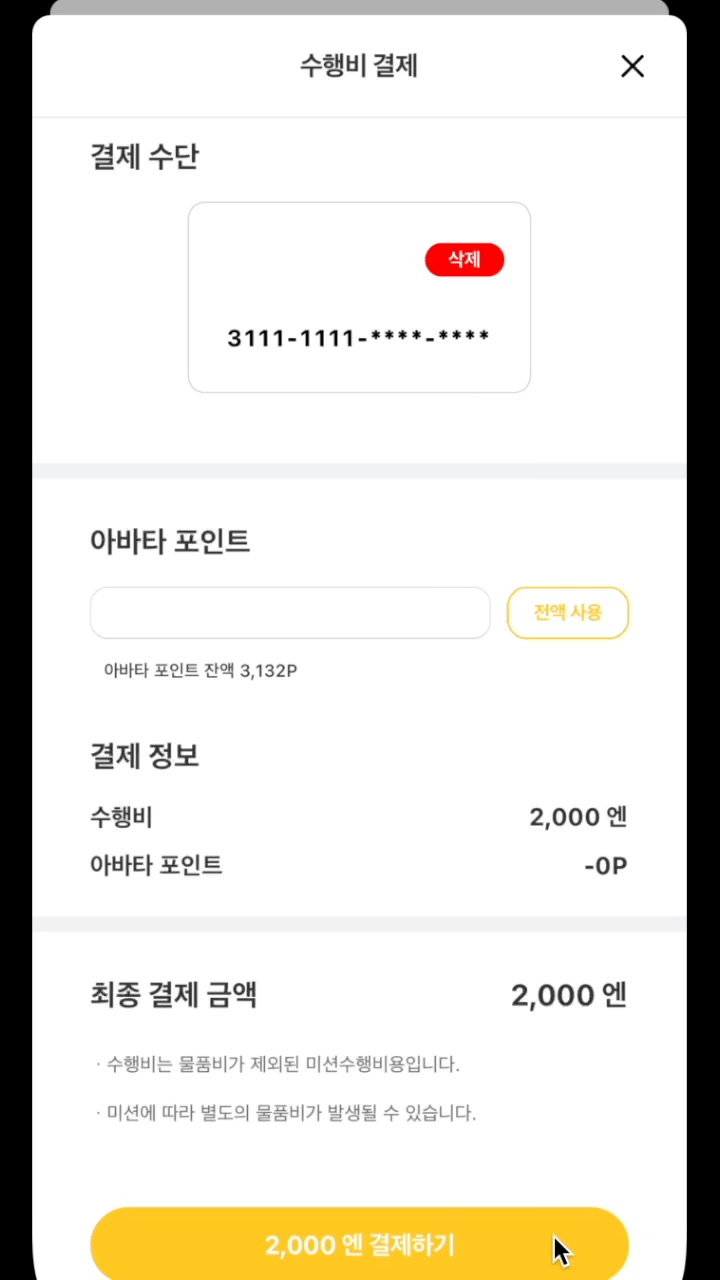 수행비 결제
결제 수단
삭제
3111-1111-****-****
아바타 포인트
전액 사용
아바타 포인트 잔액 3,132P
결제 정보
수행비 2,000 엔
아바타 포인트 -0P
최종 결제 금액 2,000 엔
· 수행비는 물품비가 제외된 미션수행비용입니다.
· 미션에 따라 별도의 물품비가 발생될 수 있습니다.
2,000 엔 결제하기